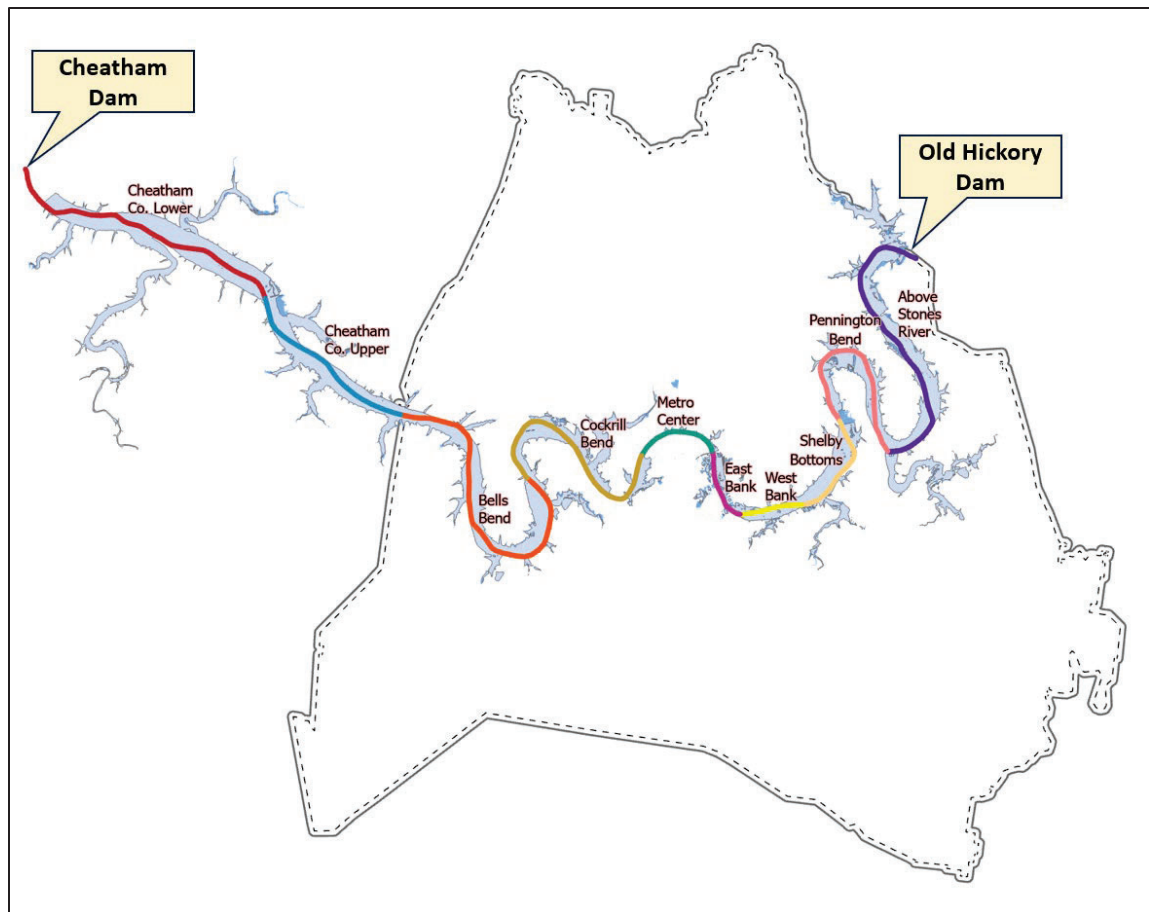 Cheatham
Dam
Old Hickory
Dam
Cheatham
Co. Lower
Cheatham
Co. Upper
Bells
Bend
Cockrill
Bend
Metro
Center
East
Bank
West
Bank
Shelby
Bottoms
Pennington
Bend
Above
Stones
River